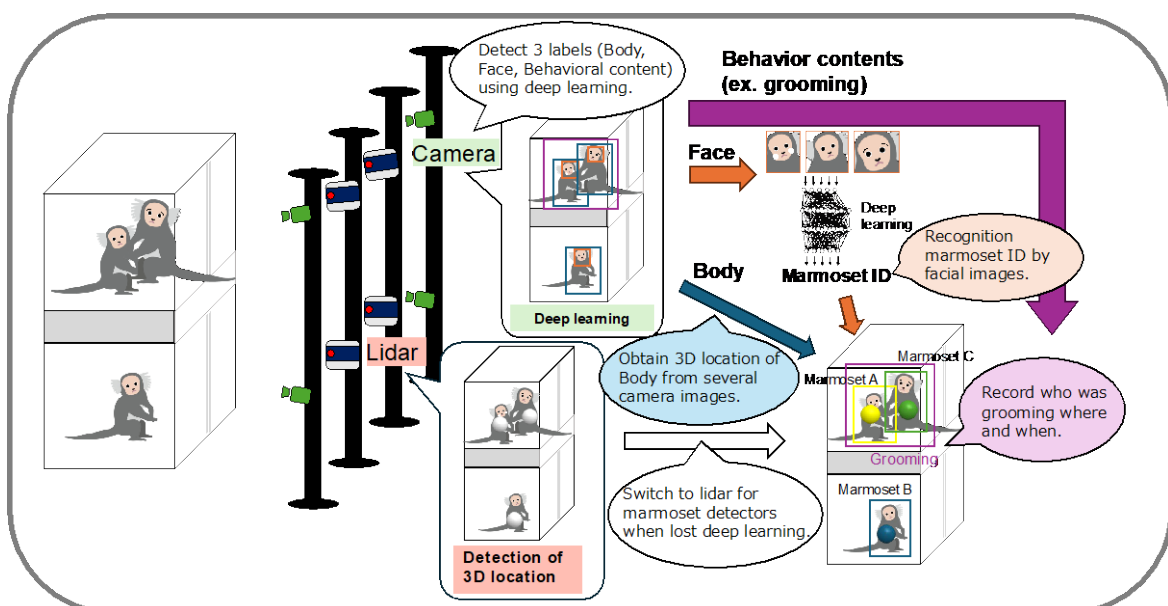 Detect 3 labels (Body,
Face, Behavioral content)
using deep learning.
Behavior contents
(ex. grooming)
Camera
Face
Deep
learning
Recognition
marmoset ID by
facial images.
Marmoset ID
Body
Deep learning
Lidar
Obtain 3D location of
Body from several
camera images.
Marmoset C
Marmoset A
Record who was
grooming where
and when.
Grooming
Switch to lidar for
marmoset detectors
when lost deep learning.
Marmoset B
Detection of
3D location